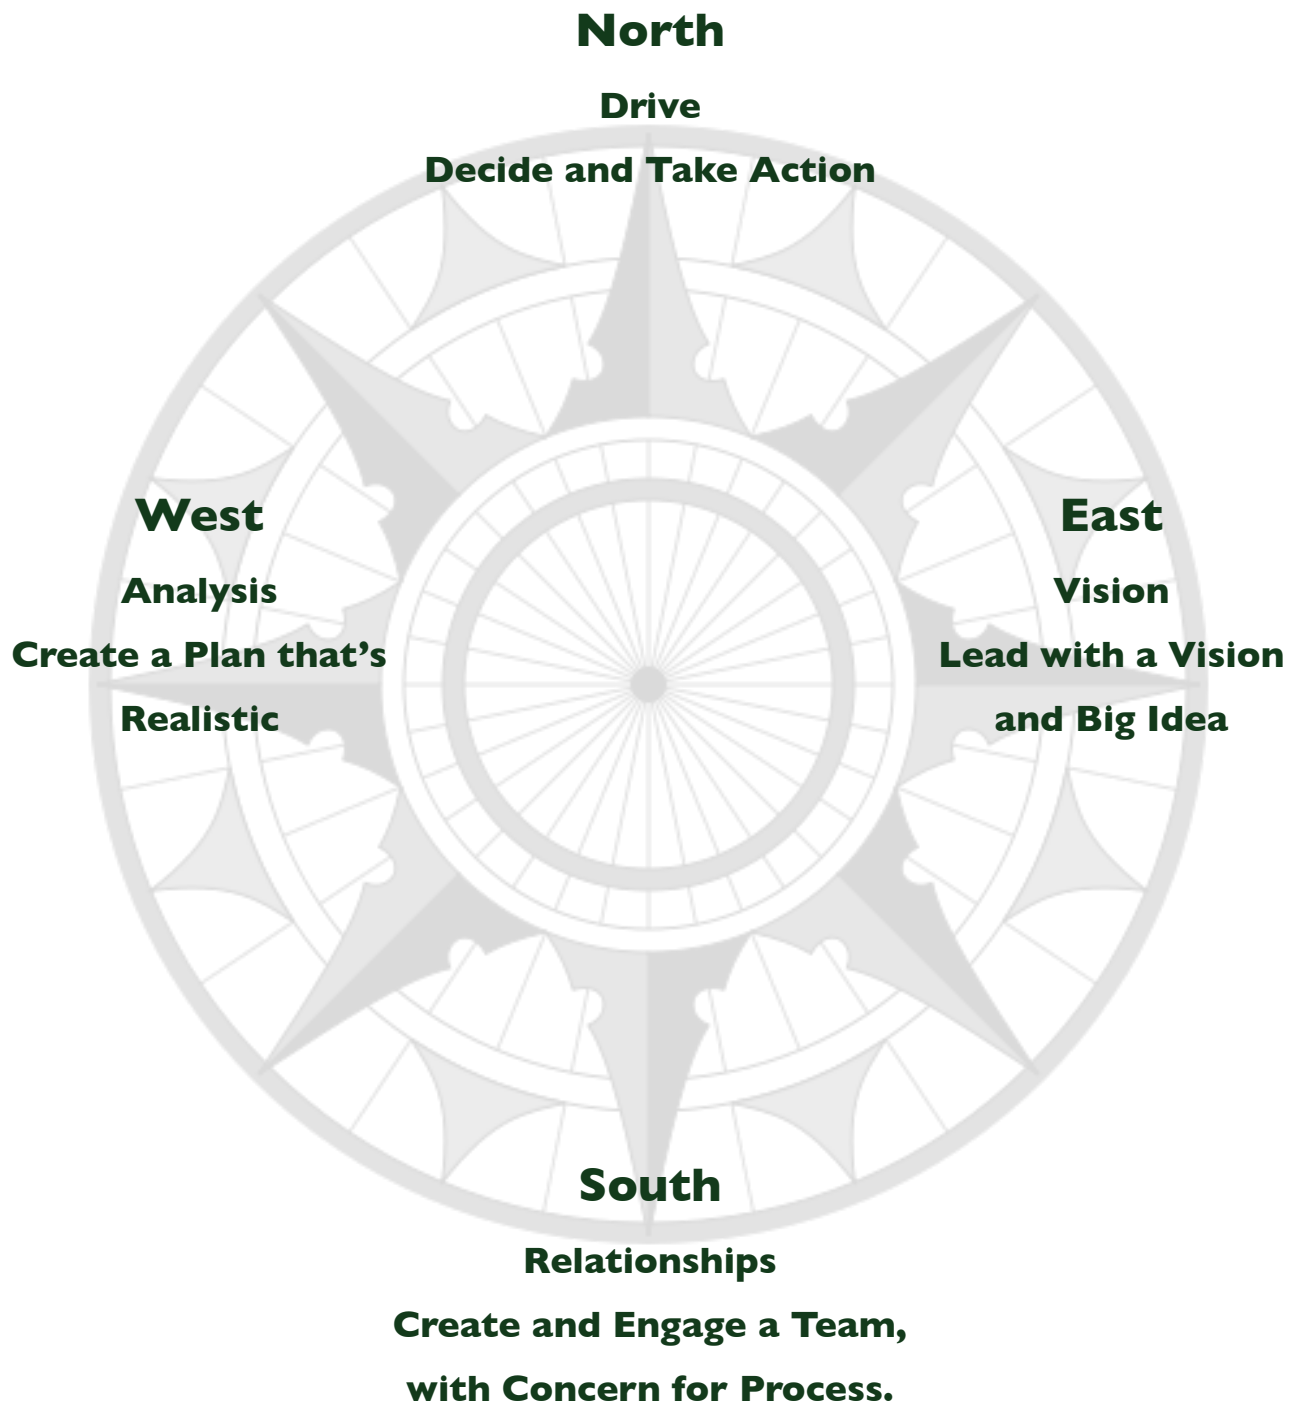 North
Drive
Decide and Take Action
West
Analysis
Create a Plan that’s
Realistic
East
Vision
Lead with a Vision
and Big Idea
South
Relationships
Create and Engage a Team,
with Concern for Process.